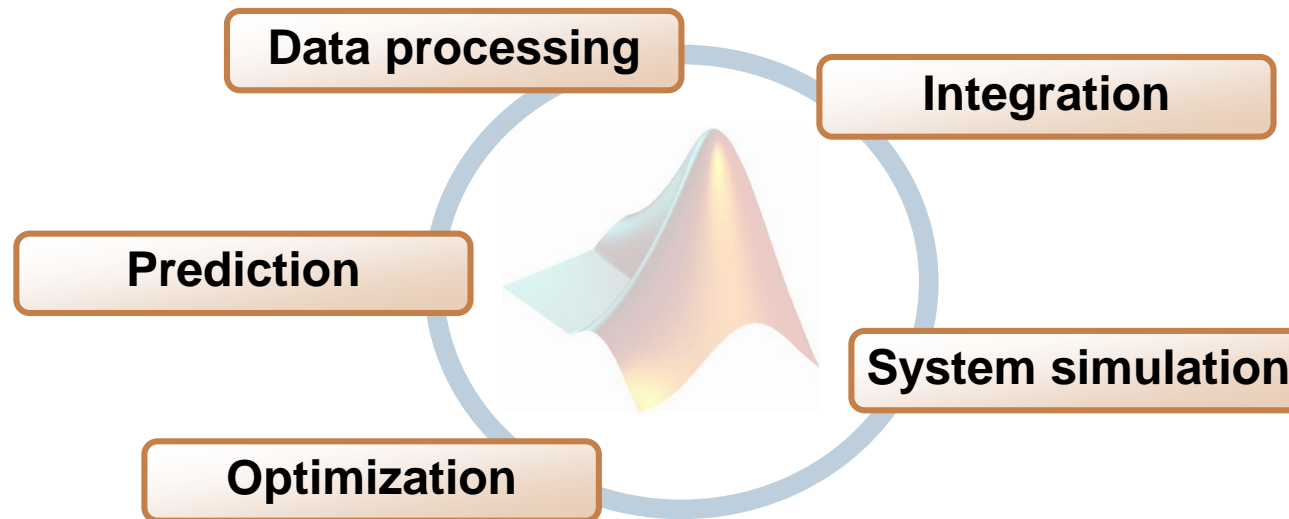 Data processing
Integration
Prediction
System simulation
Optimization